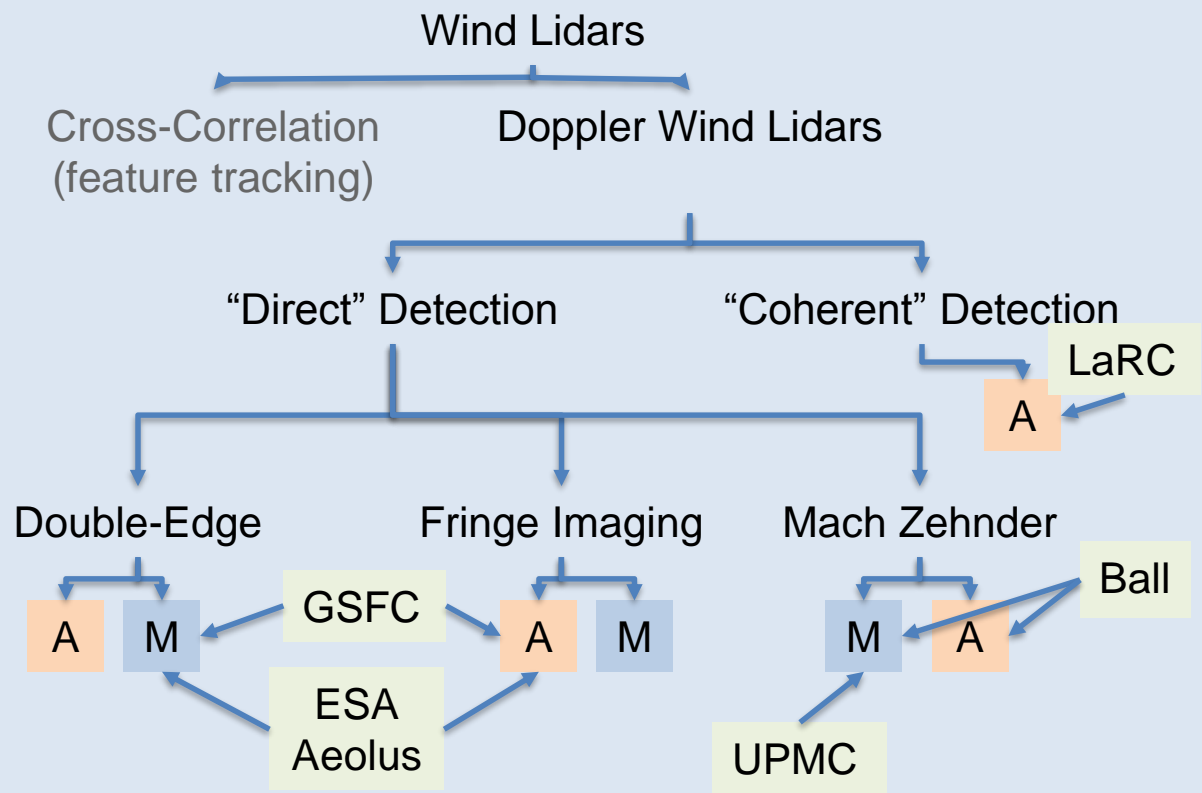 Wind Lidars
Cross-Correlation
(feature tracking)
Doppler Wind Lidars
“Direct” Detection
“Coherent” Detection
LaRC
A
Double-Edge
Fringe Imaging
Mach Zehnder
A
M
GSFC
A
M
M
A
Ball
ESA
Aeolus
UPMC